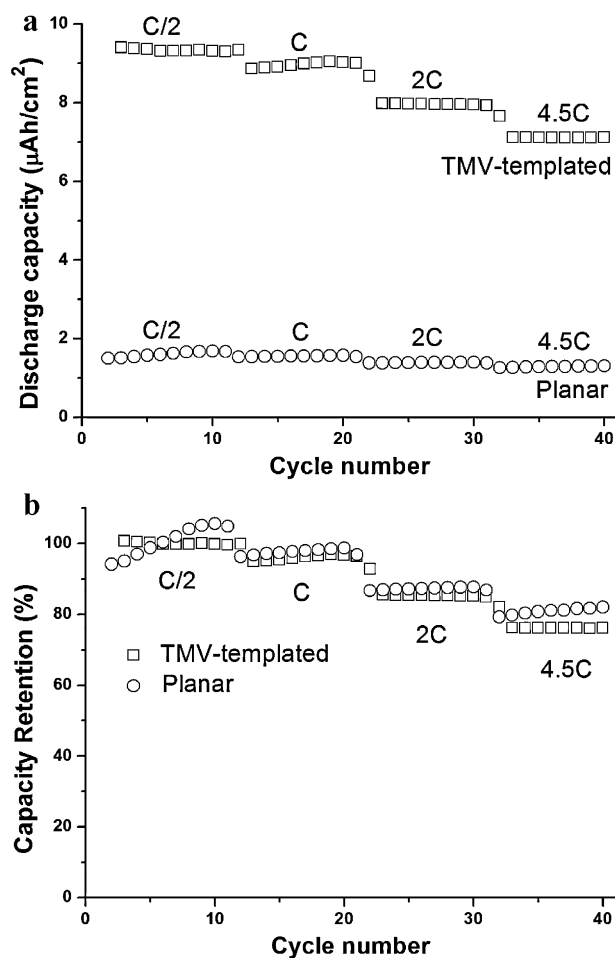 a
10
8
6
4
2
0
Discharge capacity (μAh/cm²)
C/2
C
2C
4.5C
TMV-templated
C/2
C
2C
4.5C
Planar
0
10
20
30
40
Cycle number
b
100
80
60
40
20
0
Capacity Retention (%)
C/2
C
2C
4.5C
TMV-templated
Planar
0
10
20
30
40
Cycle number